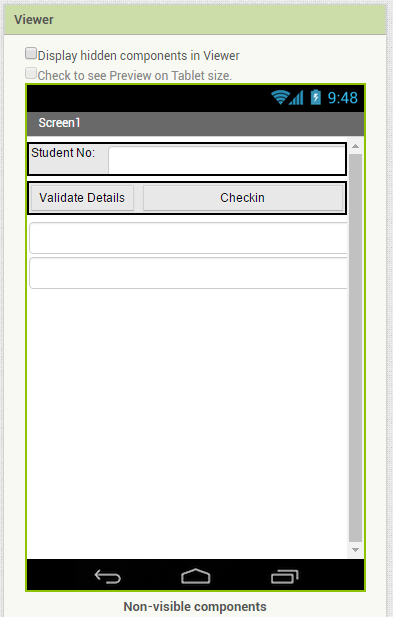 Viewer
Display hidden components in Viewer
Check to see Preview on Tablet size.
9:48
Screen1
Student No:
Validate Details Checkin
Non-visible components